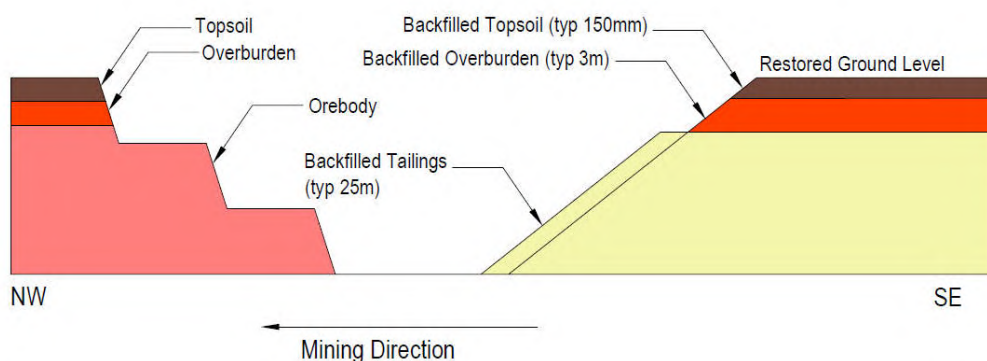 Topsoil
Overburden
Orebody
Backfilled Topsoil (typ 150mm)
Backfilled Overburden (typ 3m)
Restored Ground Level
Backfilled Tailings
(typ 25m)
NW
SE
Mining Direction